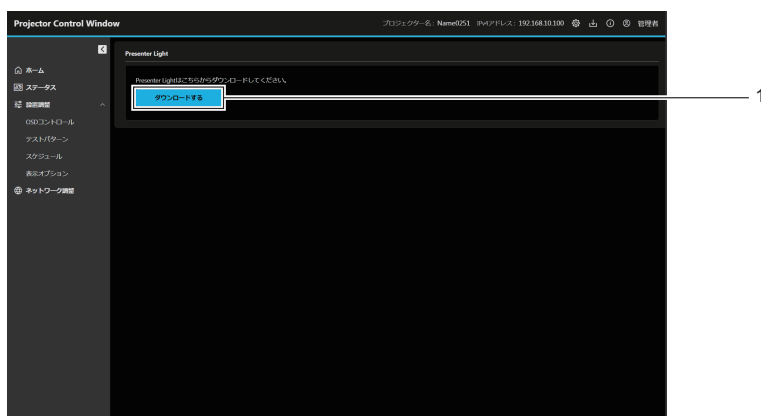 Projector Control Window
プロジェクター名: Name0251 IPv4アドレス: 192.168.10.100 管理者
Presenter Light
Presenter Lightはこちらからダウンロードしてください。
ダウンロードする
1
ホーム
ステータス
設置調整
OSDコントロール
テストパターン
スケジュール
表示オプション
ネットワーク調整